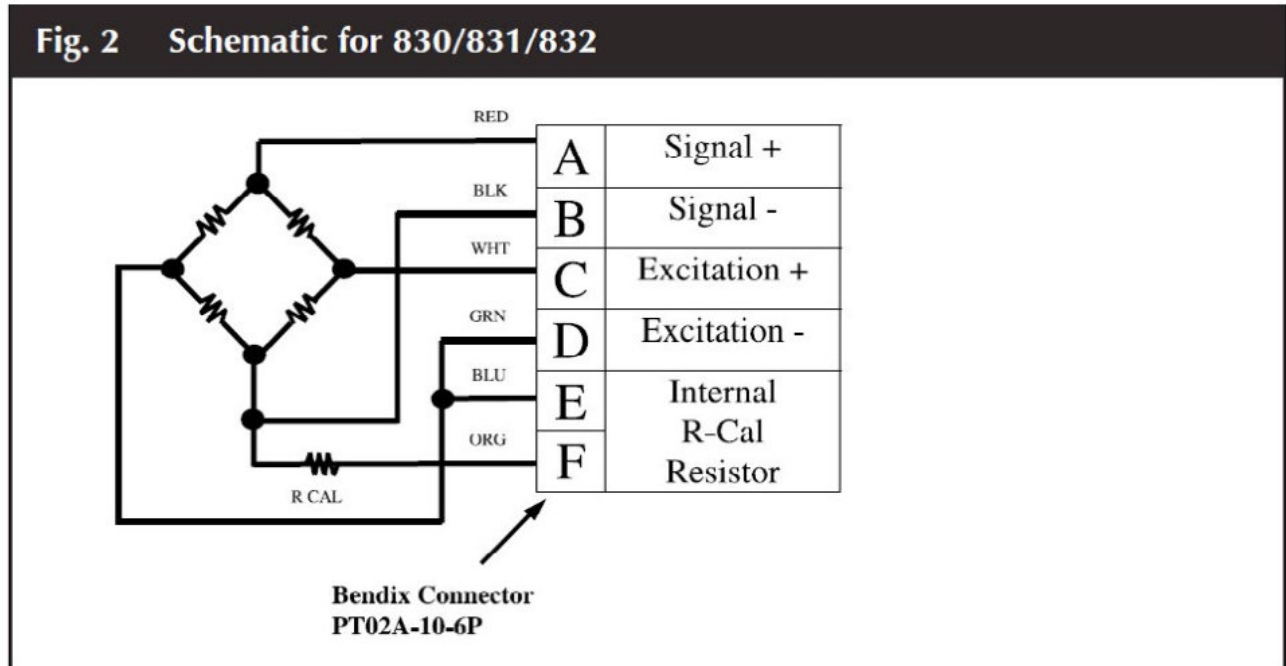 Fig. 2 Schematic for 830/831/832
RED
A
Signal +
BLK
B
Signal -
WHT
C
Excitation +
GRN
D
Excitation -
BLU
E
Internal
R-Cal
Resistor
ORG
F
R CAL
Bendix Connector
PT02A-10-6P